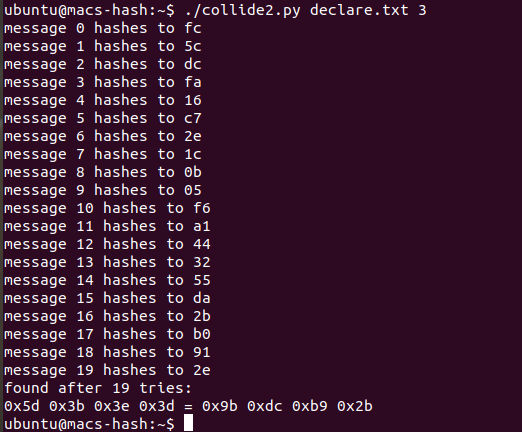 ubuntu@macs-hash:~$ ./collide2.py declare.txt 3
message 0 hashes to fc
message 1 hashes to 5c
message 2 hashes to dc
message 3 hashes to fa
message 4 hashes to 16
message 5 hashes to c7
message 6 hashes to 2e
message 7 hashes to 1c
message 8 hashes to 0b
message 9 hashes to 05
message 10 hashes to f6
message 11 hashes to a1
message 12 hashes to 44
message 13 hashes to 32
message 14 hashes to 55
message 15 hashes to da
message 16 hashes to 2b
message 17 hashes to b0
message 18 hashes to 91
message 19 hashes to 2e
found after 19 tries:
0x5d 0x3b 0x3e 0x3d = 0x9b 0xdc 0xb9 0x2b
ubuntu@macs-hash:~$